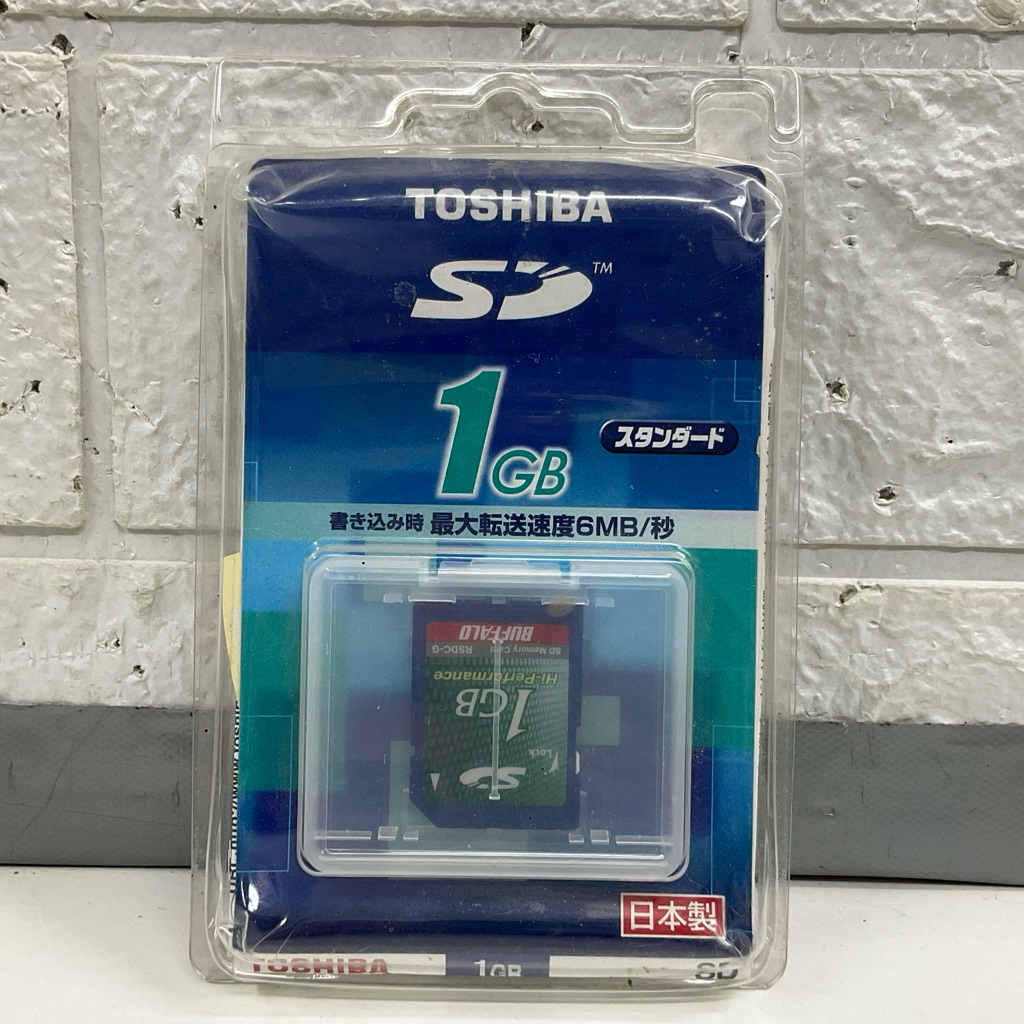 TOSHIBA
SD™
1GB
スタンダード
書き込み時 最大転送速度6MB/秒
BUFFALO
SD Memory Card RSDC-G
Hi-Performance
1GB
Lock
SD
日本製
TOSHIBA 1GB SD